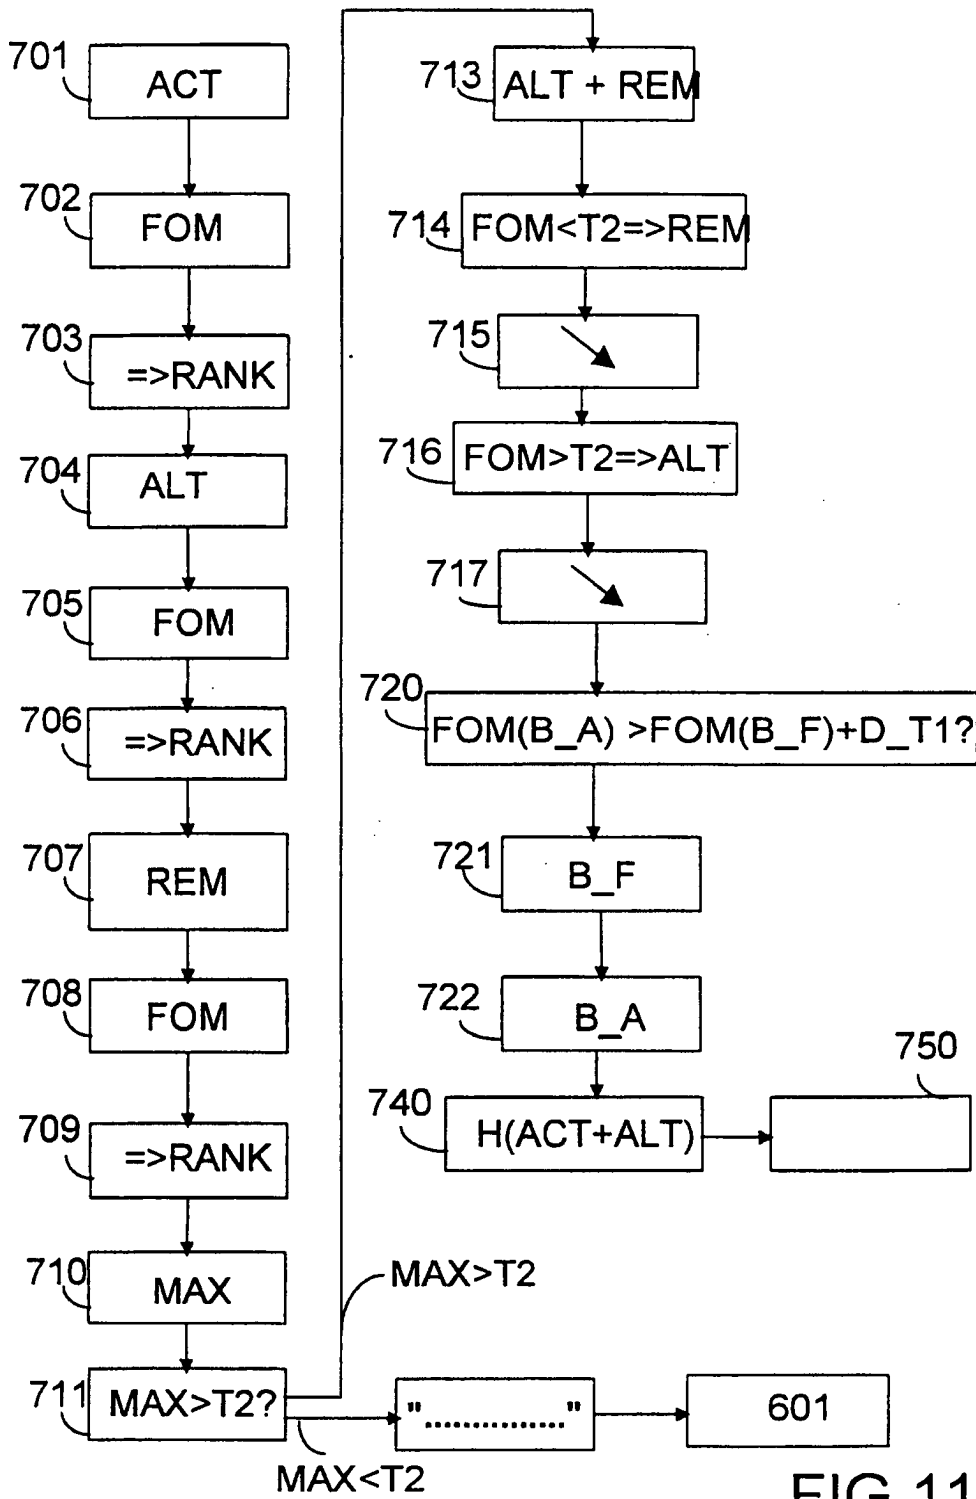 701
ACT
702
FOM
703
=>RANK
704
ALT
705
FOM
706
=>RANK
707
REM
708
FOM
709
=>RANK
710
MAX
711
MAX>T2?
MAX>T2
MAX<T2
"..............."
601
713
ALT + REM
714
FOM<T2=>REM
715
716
FOM>T2=>ALT
717
720
FOM(B_A) >FOM(B_F)+D_T1?
721
B_F
722
B_A
740
H(ACT+ALT)
750
FIG 11